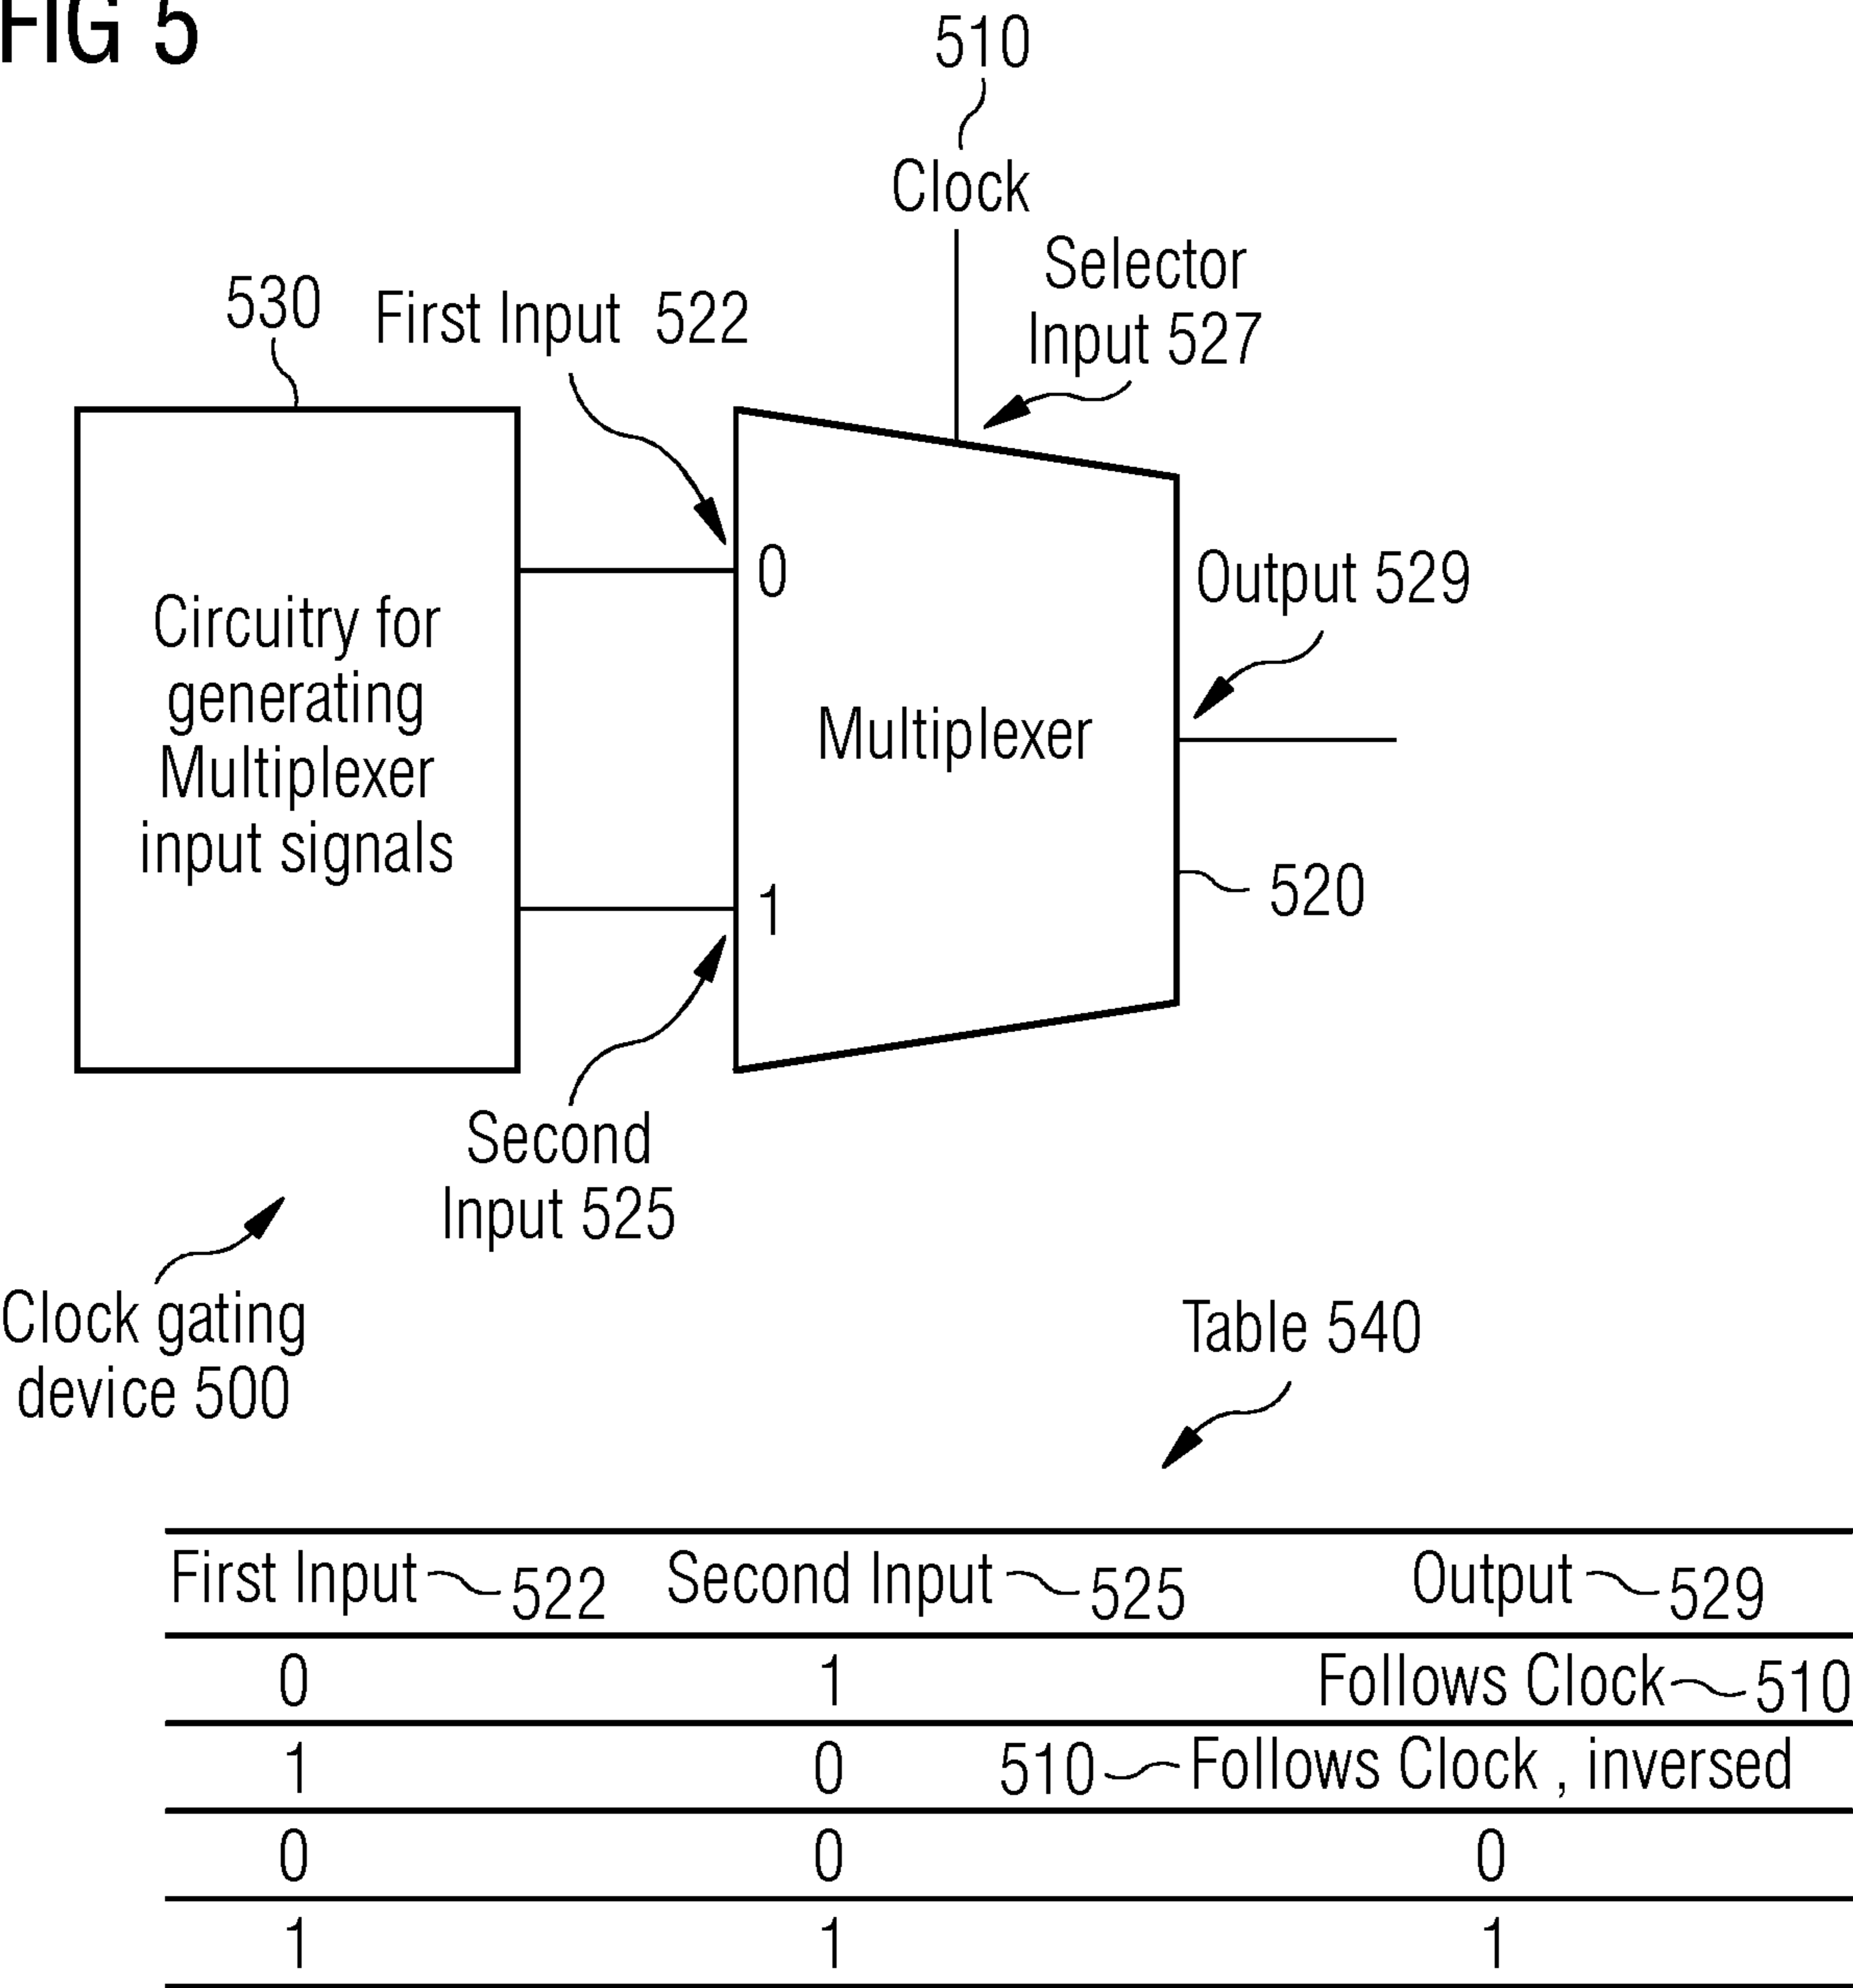 FIG 5
510
Clock
Selector
Input 527
530
First Input 522
0
Circuitry for
generating
Multiplexer
input signals
Multiplexer
Output 529
1
520
Second
Input 525
Clock gating
device 500
Table 540
First Input 522 Second Input 525 Output 529
0 1 Follows Clock 510
1 0 510 Follows Clock , inversed
0 0 0
1 1 1